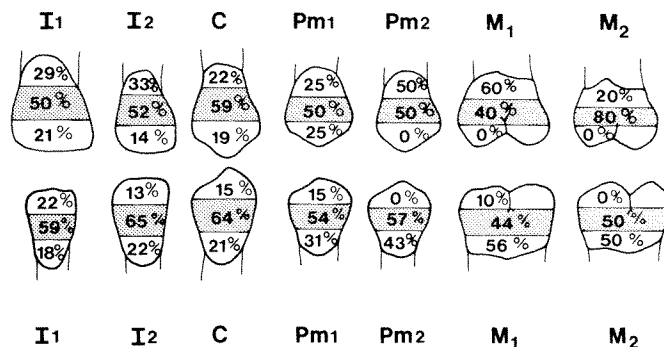 I1 I2 C Pm1 Pm2 M1 M2
29% 33% 22% 25% 50% 60% 20%
50% 52% 59% 50% 50% 40% 80%
21% 14% 19% 25% 0% 0% 0%
22% 13% 15% 15% 0% 10% 0%
59% 65% 64% 54% 57% 44% 50%
18% 22% 21% 31% 43% 56% 50%
I1 I2 C Pm1 Pm2 M1 M2